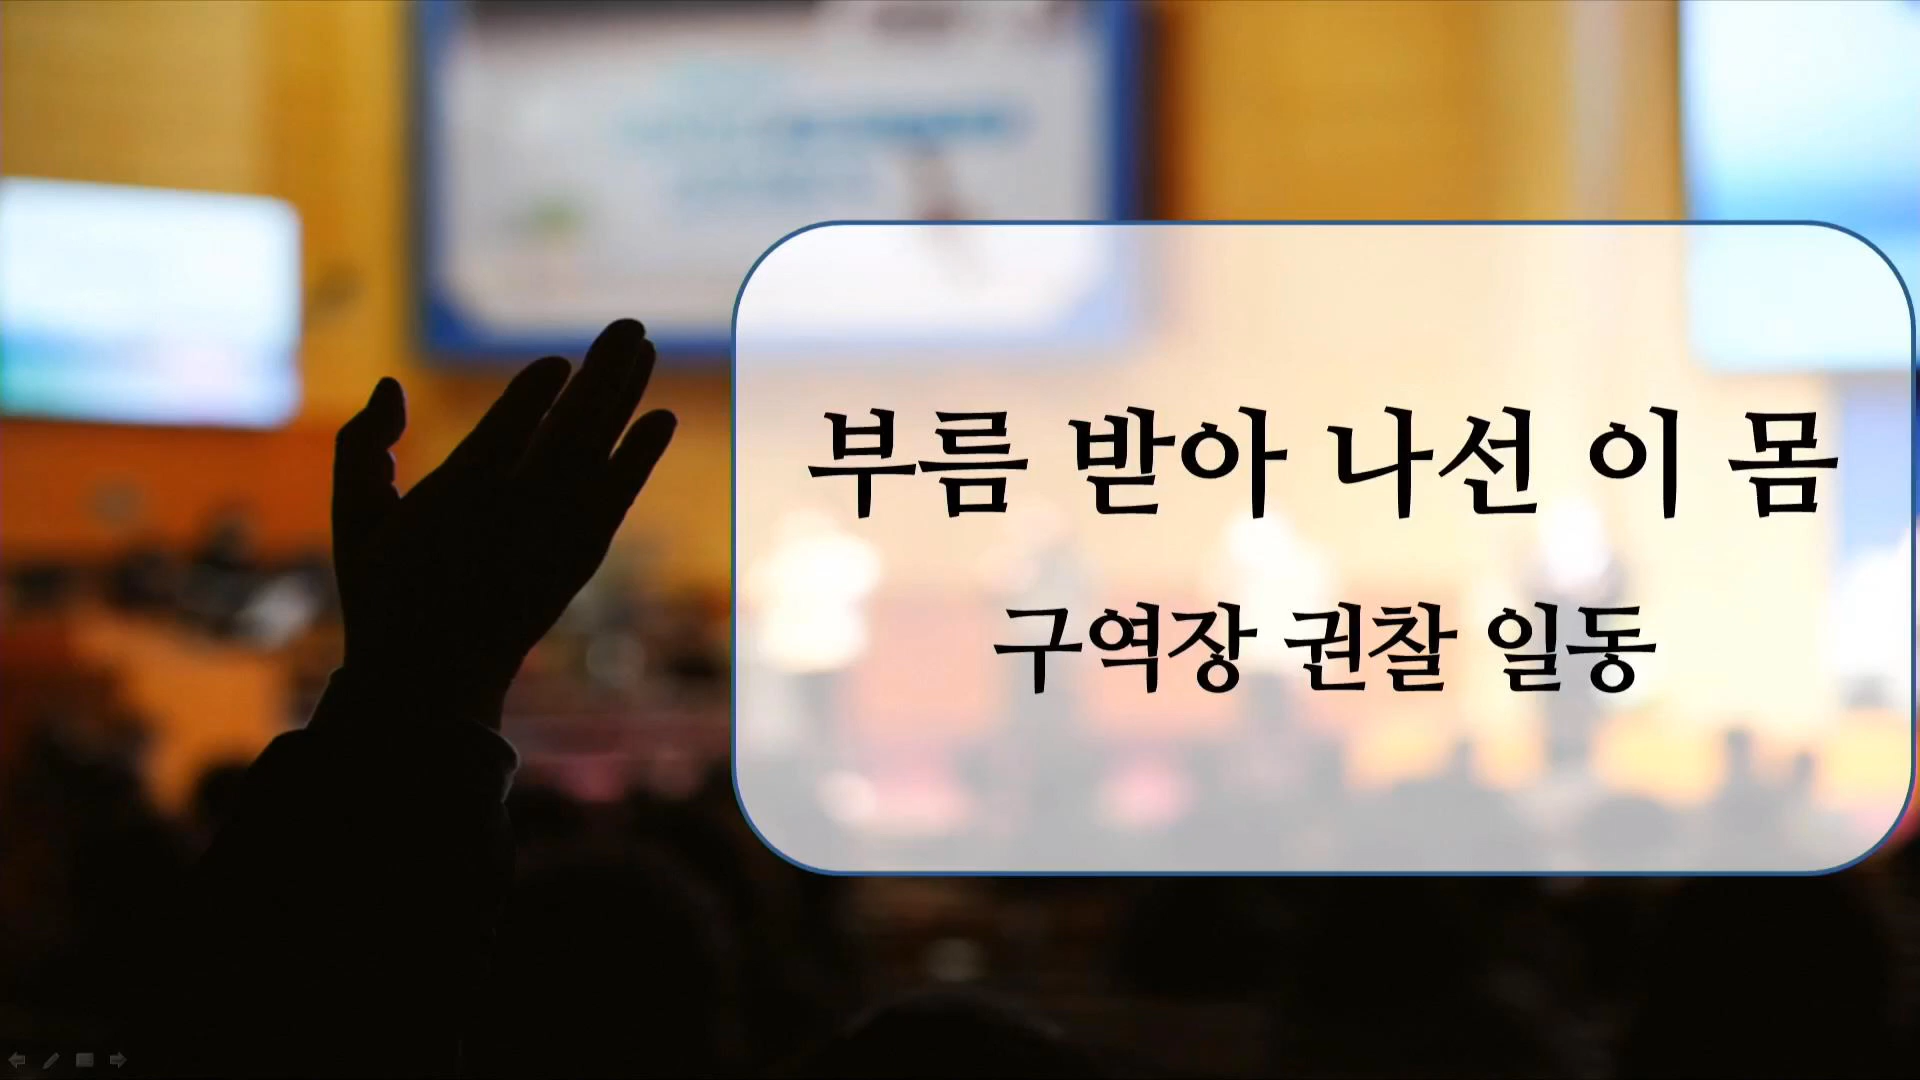 부름 받아 나선 이 몸
구역장 권찰 일동